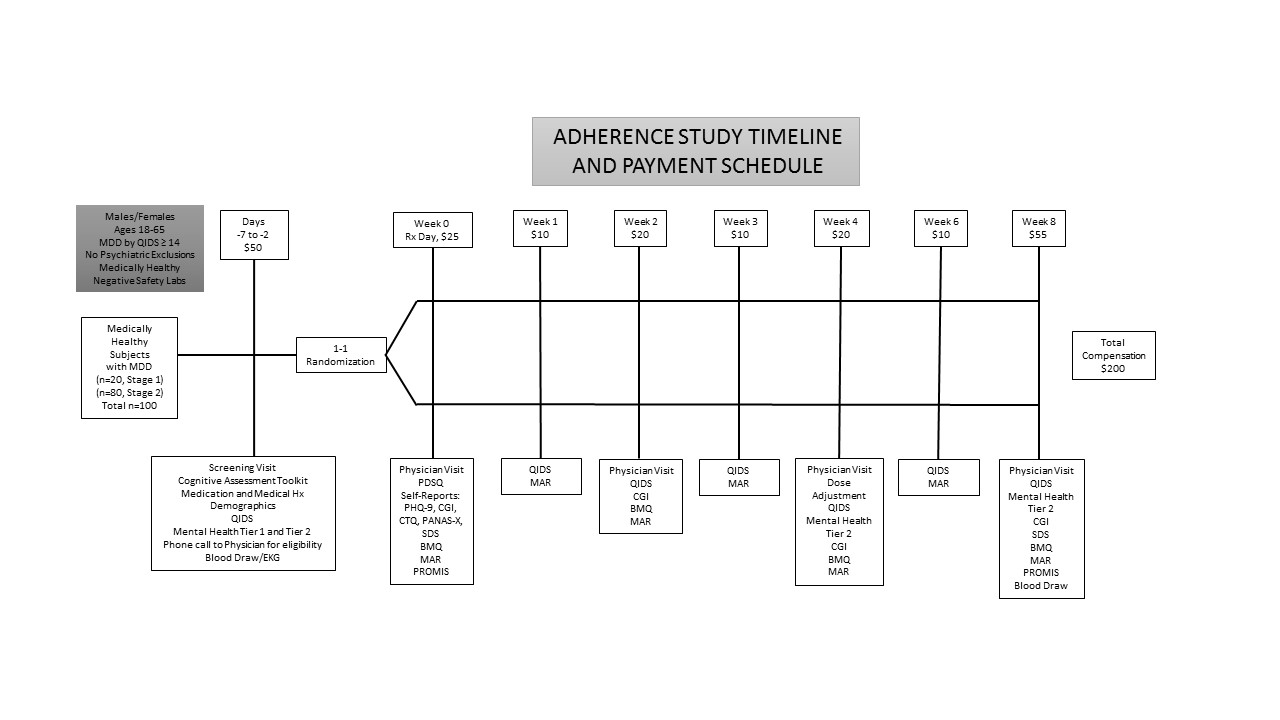 ADHERENCE STUDY TIMELINE
AND PAYMENT SCHEDULE
Males/Females
Ages 18-65
MDD by QIDS ≥ 14
No Psychiatric Exclusions
Medically Healthy
Negative Safety Labs
Days
-7 to -2
$50
Week 0
Rx Day, $25
Week 1
$10
Week 2
$20
Week 3
$10
Week 4
$20
Week 6
$10
Week 8
$55
Medically
Healthy
Subjects
with MDD
(n=20, Stage 1)
(n=80, Stage 2)
Total n=100
1-1
Randomization
Total
Compensation
$200
Screening Visit
Cognitive Assessment Toolkit
Medication and Medical Hx
Demographics
QIDS
Mental Health Tier 1 and Tier 2
Phone call to Physician for eligibility
Blood Draw/EKG
Physician Visit
PDSQ
Self-Reports:
PHQ-9, CGI,
CTQ, PANAS-X,
SDS
BMQ
MAR
PROMIS
QIDS
MAR
Physician Visit
QIDS
CGI
BMQ
MAR
QIDS
MAR
Physician Visit
Dose
Adjustment
QIDS
Mental Health
Tier 2
CGI
BMQ
MAR
QIDS
MAR
Physician Visit
QIDS
Mental Health
Tier 2
CGI
SDS
BMQ
MAR
PROMIS
Blood Draw